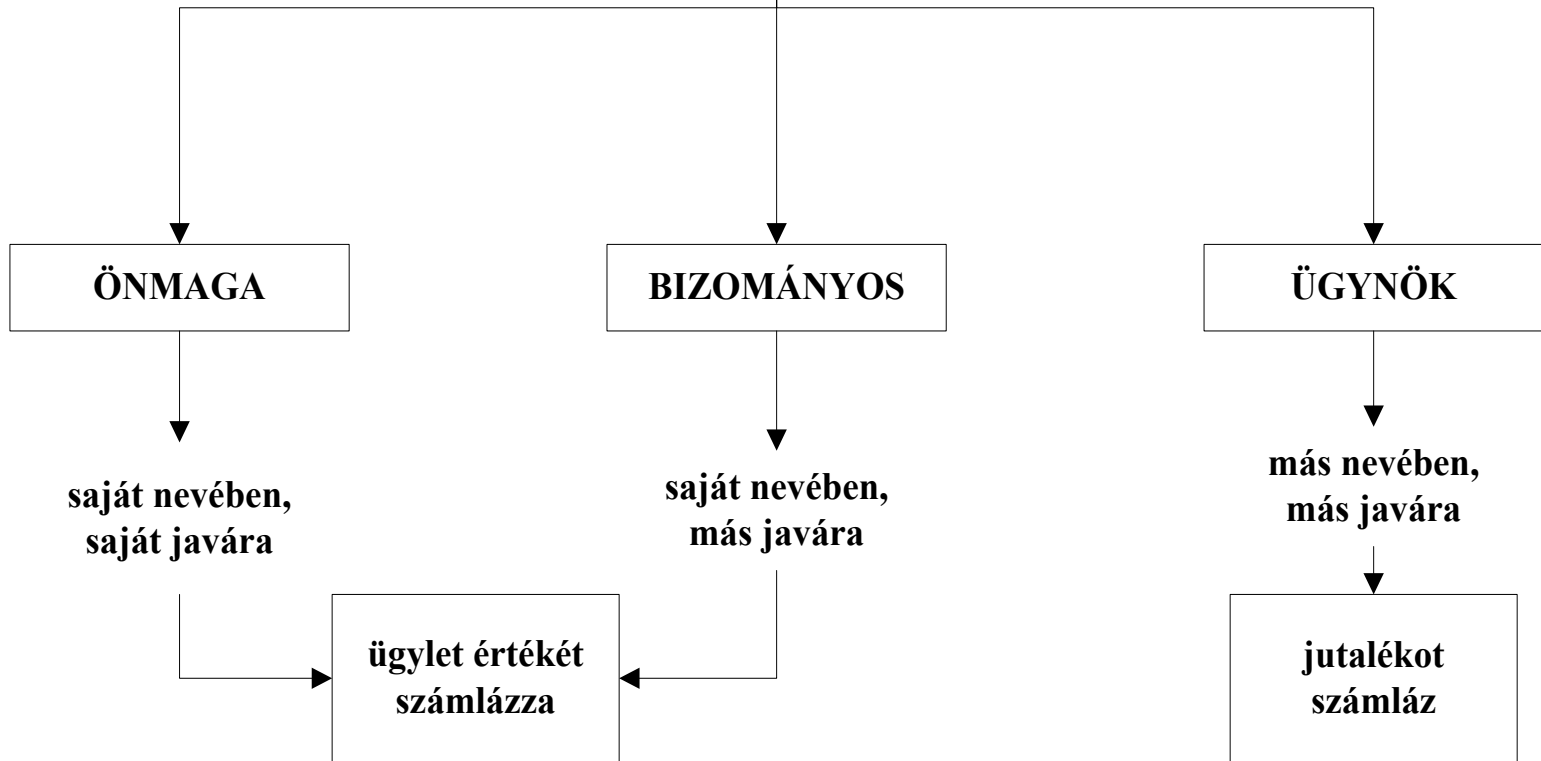 ÖNMAGA
BIZOMÁNYOS
ÜGYNÖK
saját nevében,
saját javára
saját nevében,
más javára
más nevében,
más javára
ügylet értékét
számlázza
jutalékot
számláz